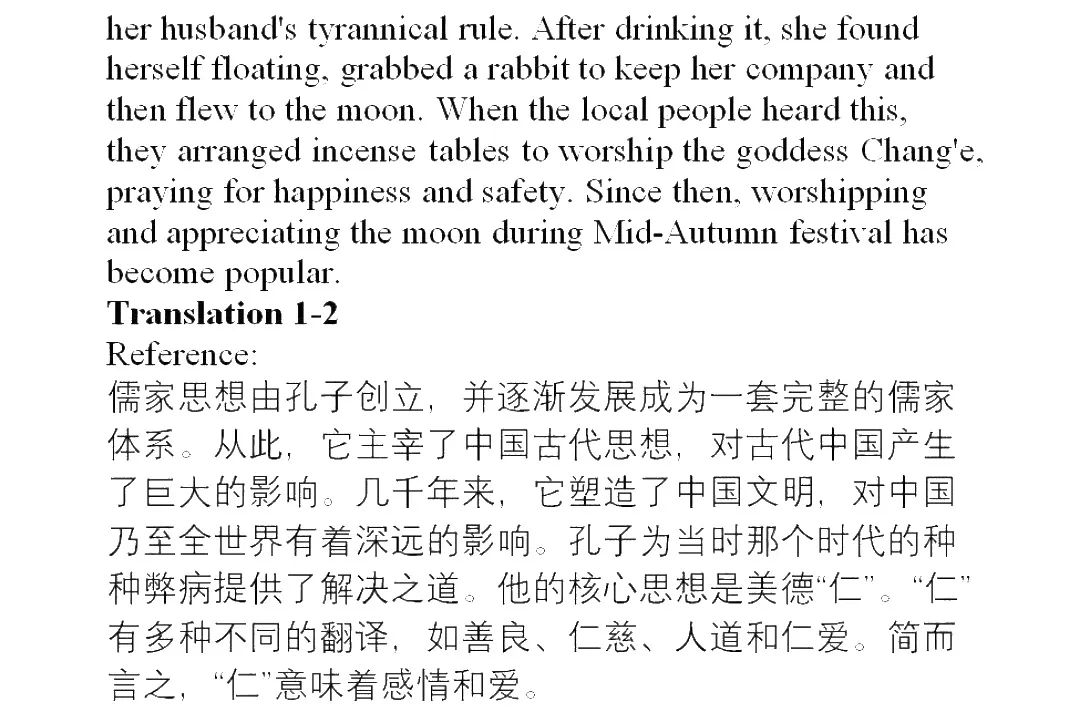 her husband's tyrannical rule. After drinking it, she found
herself floating, grabbed a rabbit to keep her company and
then flew to the moon. When the local people heard this,
they arranged incense tables to worship the goddess Chang'e,
praying for happiness and safety. Since then, worshipping
and appreciating the moon during Mid-Autumn festival has
become popular.
Translation 1-2
Reference:
儒家思想由孔子创立，并逐渐发展成为一套完整的儒家
体系。从此，它主宰了中国古代思想，对古代中国产生
了巨大的影响。几千年来，它塑造了中国文明，对中国
乃至全世界有着深远的影响。孔子为当时那个时代的种
种弊病提供了解决之道。他的核心思想是美德“仁”。“仁”
有多种不同的翻译，如善良、仁慈、人道和仁爱。简而
言之，“仁”意味着感情和爱。